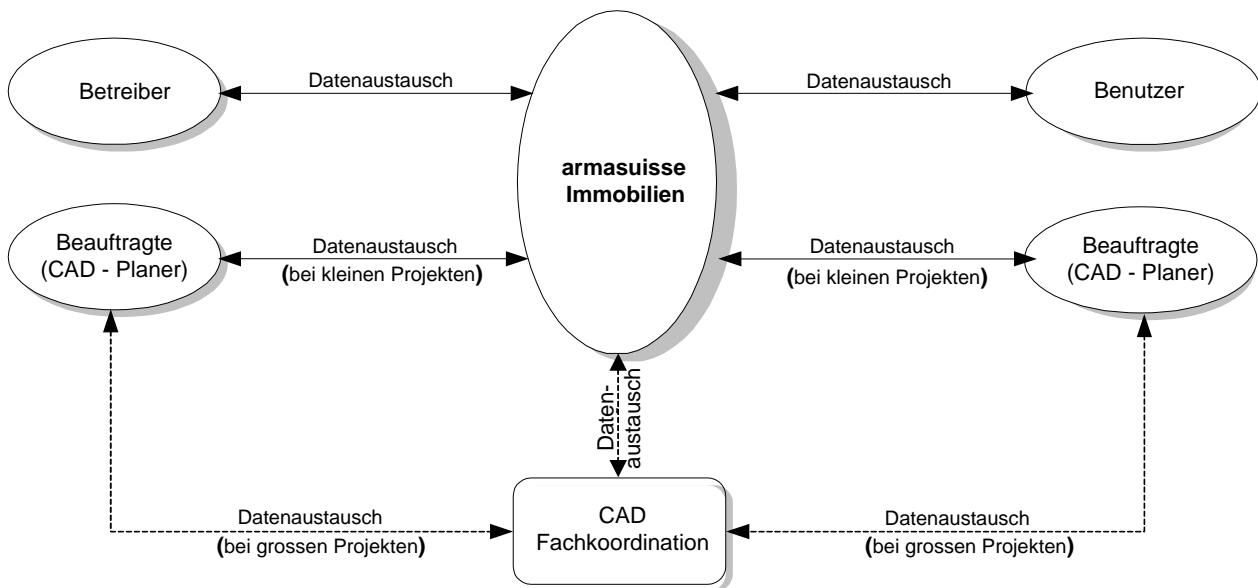 Betreiber
Datenaustausch
armasuisse
Immobilien
Datenaustausch
Benutzer
Beauftragte
(CAD - Planer)
Datenaustausch
(bei kleinen Projekten)
Datenaustausch
(bei kleinen Projekten)
Beauftragte
(CAD - Planer)
Daten-
austausch
Datenaustausch
(bei grossen Projekten)
CAD
Fachkoordination
Datenaustausch
(bei grossen Projekten)